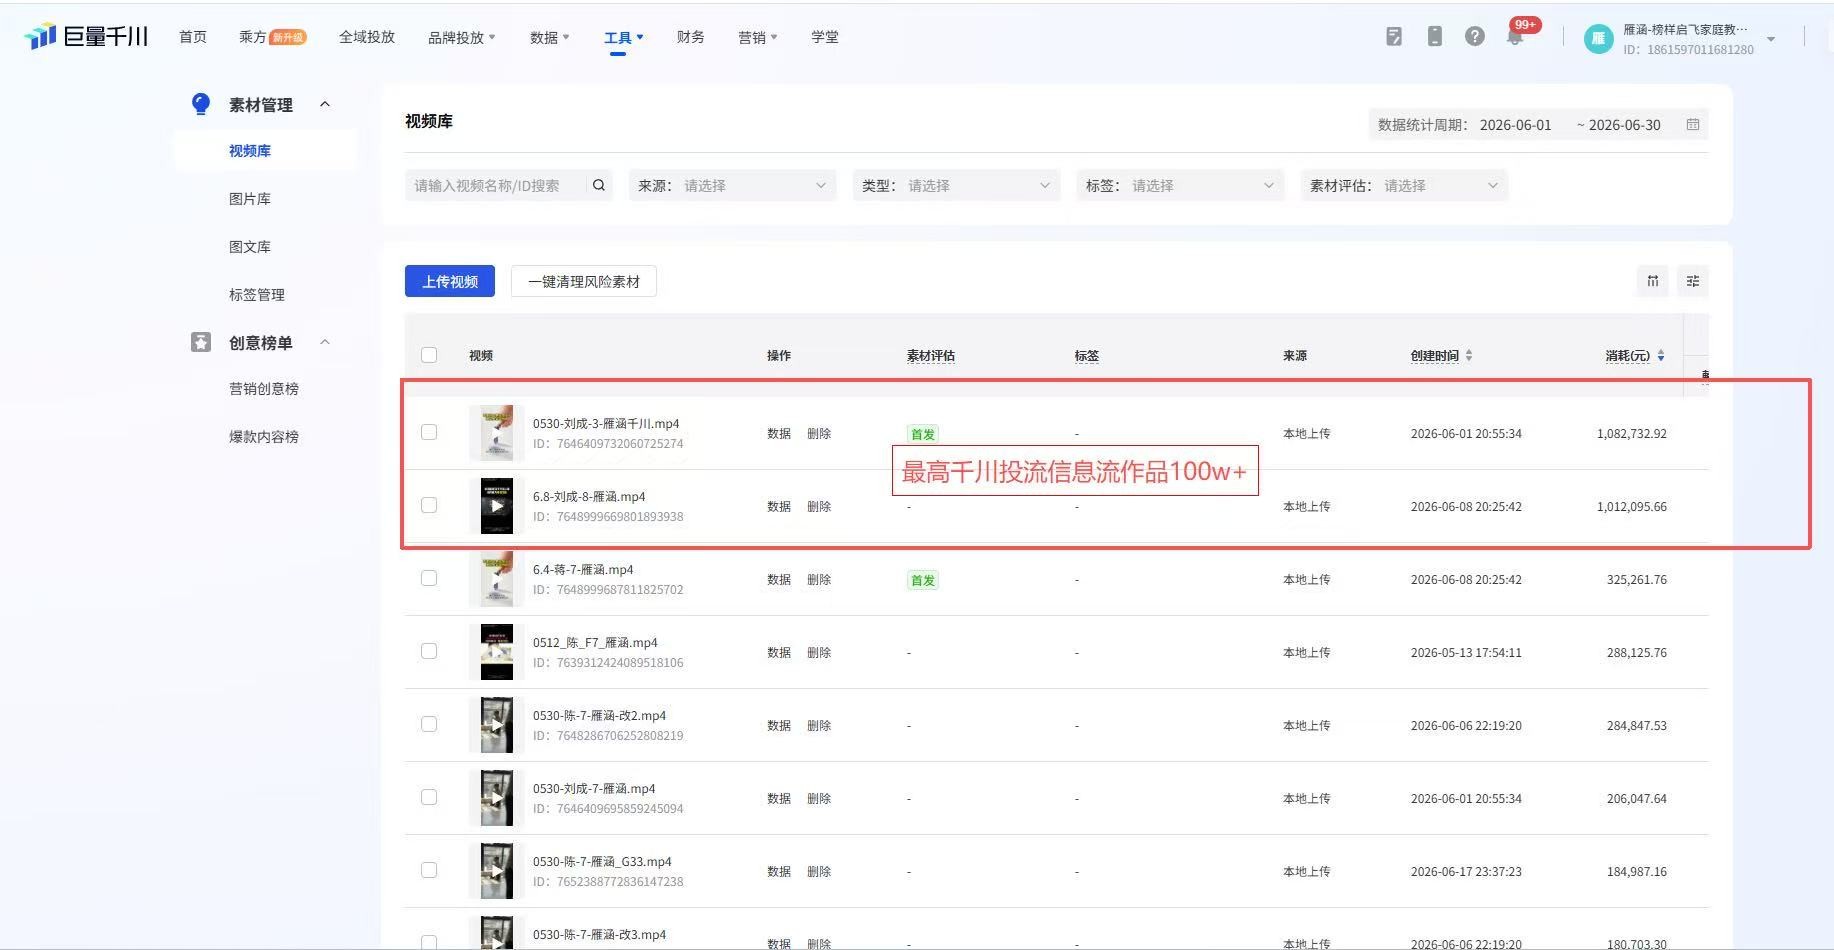 巨量千川
首页
乘方 新升级
全域投放
品牌投放
数据
工具
财务
营销
学堂
99+
雁
雁涵-榜样启飞家庭教···
ID: 1861597011681280
素材管理
视频库
图片库
图文库
标签管理
创意榜单
营销创意榜
爆款内容榜
视频库
数据统计周期: 2026-06-01 ~ 2026-06-30
请输入视频名称/ID搜索
来源: 请选择
类型: 请选择
标签: 请选择
素材评估: 请选择
上传视频
一键清理风险素材
视频 操作 素材评估 标签 来源 创建时间 消耗(元)
0530-刘成-3-雁涵千川.mp4
ID: 7646409732060725274
数据 删除 首发 - 本地上传 2026-06-01 20:55:34 1,082,732.92
最高千川投流信息流作品100w+
6.8-刘成-8-雁涵.mp4
ID: 7648999669801893938
数据 删除 - - 本地上传 2026-06-08 20:25:42 1,012,095.66
6.4-蒋-7-雁涵.mp4
ID: 7648999687811825702
数据 删除 首发 - 本地上传 2026-06-08 20:25:42 325,261.76
0512_陈_F7_雁涵.mp4
ID: 7639312424089518106
数据 删除 - - 本地上传 2026-05-13 17:54:11 288,125.76
0530-陈-7-雁涵-改2.mp4
ID: 7648286706252808219
数据 删除 - - 本地上传 2026-06-06 22:19:20 284,847.53
0530-刘成-7-雁涵.mp4
ID: 7646409695859245094
数据 删除 - - 本地上传 2026-06-01 20:55:34 206,047.64
0530-陈-7-雁涵_G33.mp4
ID: 7652388772836147238
数据 删除 - - 本地上传 2026-06-17 23:37:23 184,987.16
0530-陈-7-雁涵-改3.mp4
数据 删除 - - 本地上传 2026-06-06 22:19:20 180,703.30